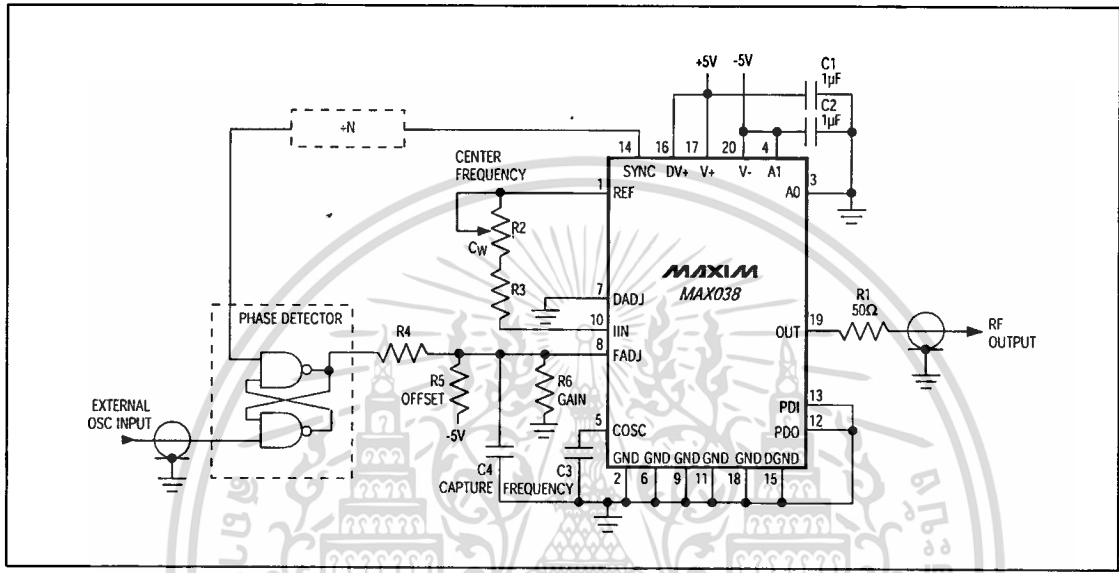 +5V
-5V
C1
1µF
C2
1µF
÷N
14
16
17
20
4
SYNC
DV+
V+
V-
A1
CENTER
FREQUENCY
1
REF
3
A0
R2
CW
R3
MAXIM
MAX038
7
DADJ
10
IIN
R1
50Ω
19
OUT
RF
OUTPUT
PHASE DETECTOR
R4
8
FADJ
R5
OFFSET
R6
GAIN
-5V
EXTERNAL
OSC INPUT
13
PDI
12
PDO
5
COSC
C4
CAPTURE
C3
FREQUENCY
GND
GND
GND
GND
GND
DGND
2
6
9
11
18
15